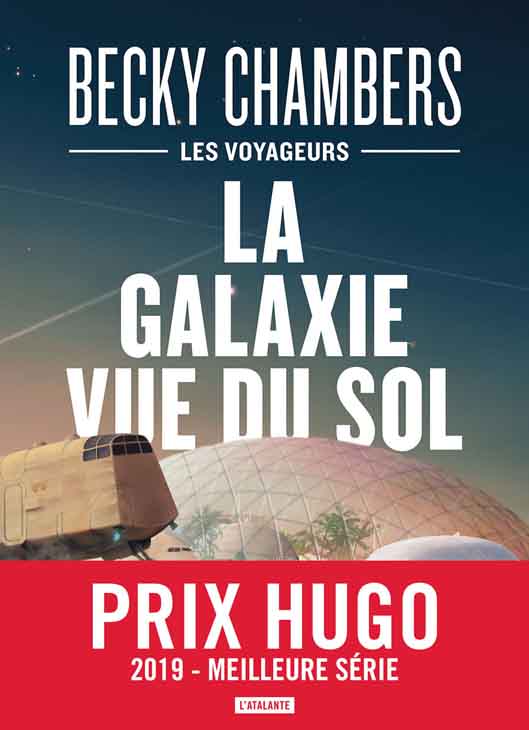 BECKY CHAMBERS
LES VOYAGEURS
LA
GALAXIE
VUE DU SOL
PRIX HUGO
2019 - MEILLEURE SÉRIE
L'ATALANTE